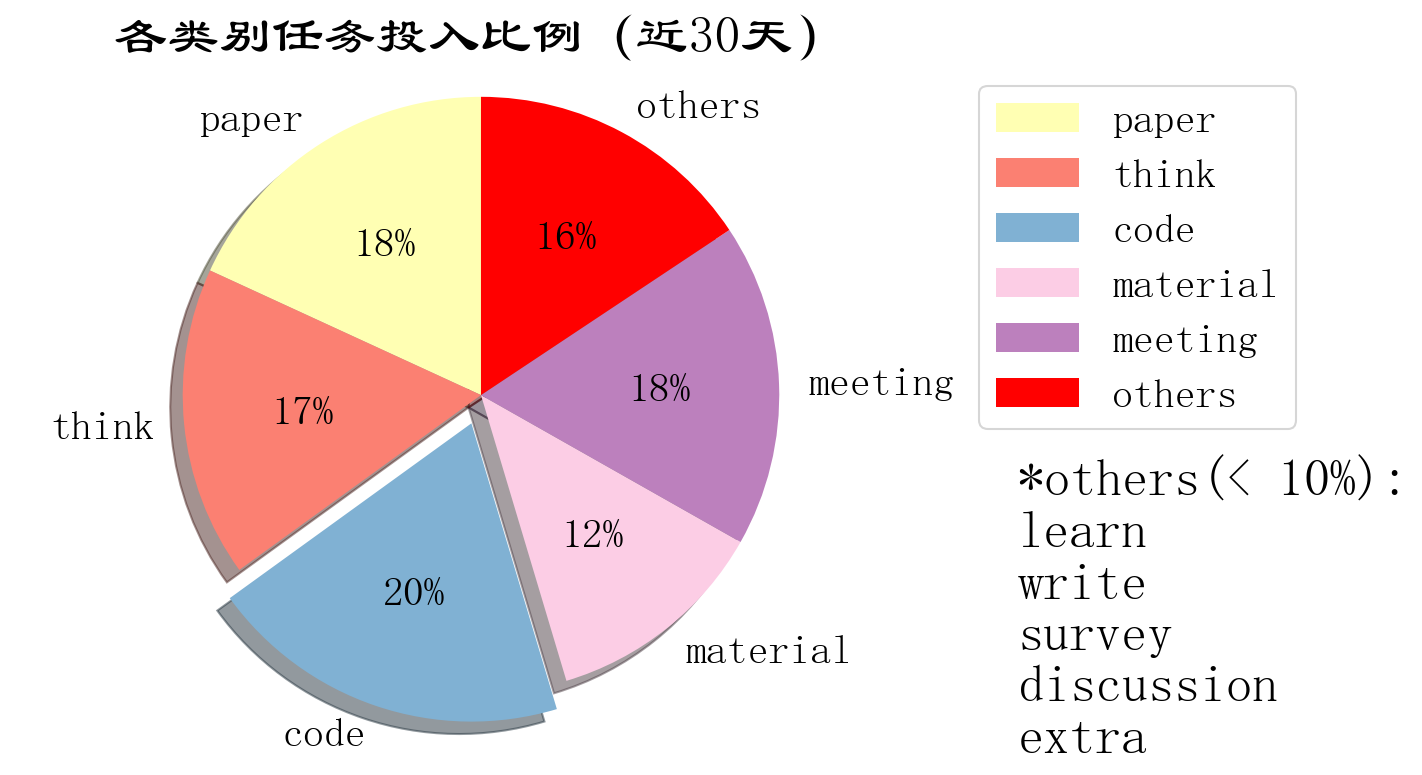 各类别任务投入比例（近30天）
paper
others
18%
16%
think
17%
18%
meeting
20%
12%
material
code
paper
think
code
material
meeting
others
*others(< 10%):
learn
write
survey
discussion
extra